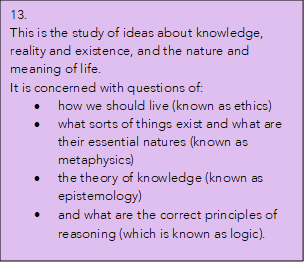 13.
This is the study of ideas about knowledge,
reality and existence, and the nature and
meaning of life.
It is concerned with questions of:
• how we should live (known as ethics)
• what sorts of things exist and what are
their essential natures (known as
metaphysics)
• the theory of knowledge (known as
epistemology)
• and what are the correct principles of
reasoning (which is known as logic).